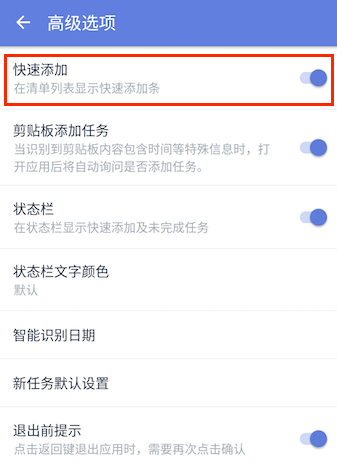 高级选项
快速添加
在清单列表显示快速添加条
剪贴板添加任务
当识别到剪贴板内容包含时间等特殊信息时，打
开应用后将自动询问是否添加任务。
状态栏
在状态栏显示快速添加及未完成任务
状态栏文字颜色
默认
智能识别日期
新任务默认设置
退出前提示
点击返回键退出应用时，需要再次点击确认